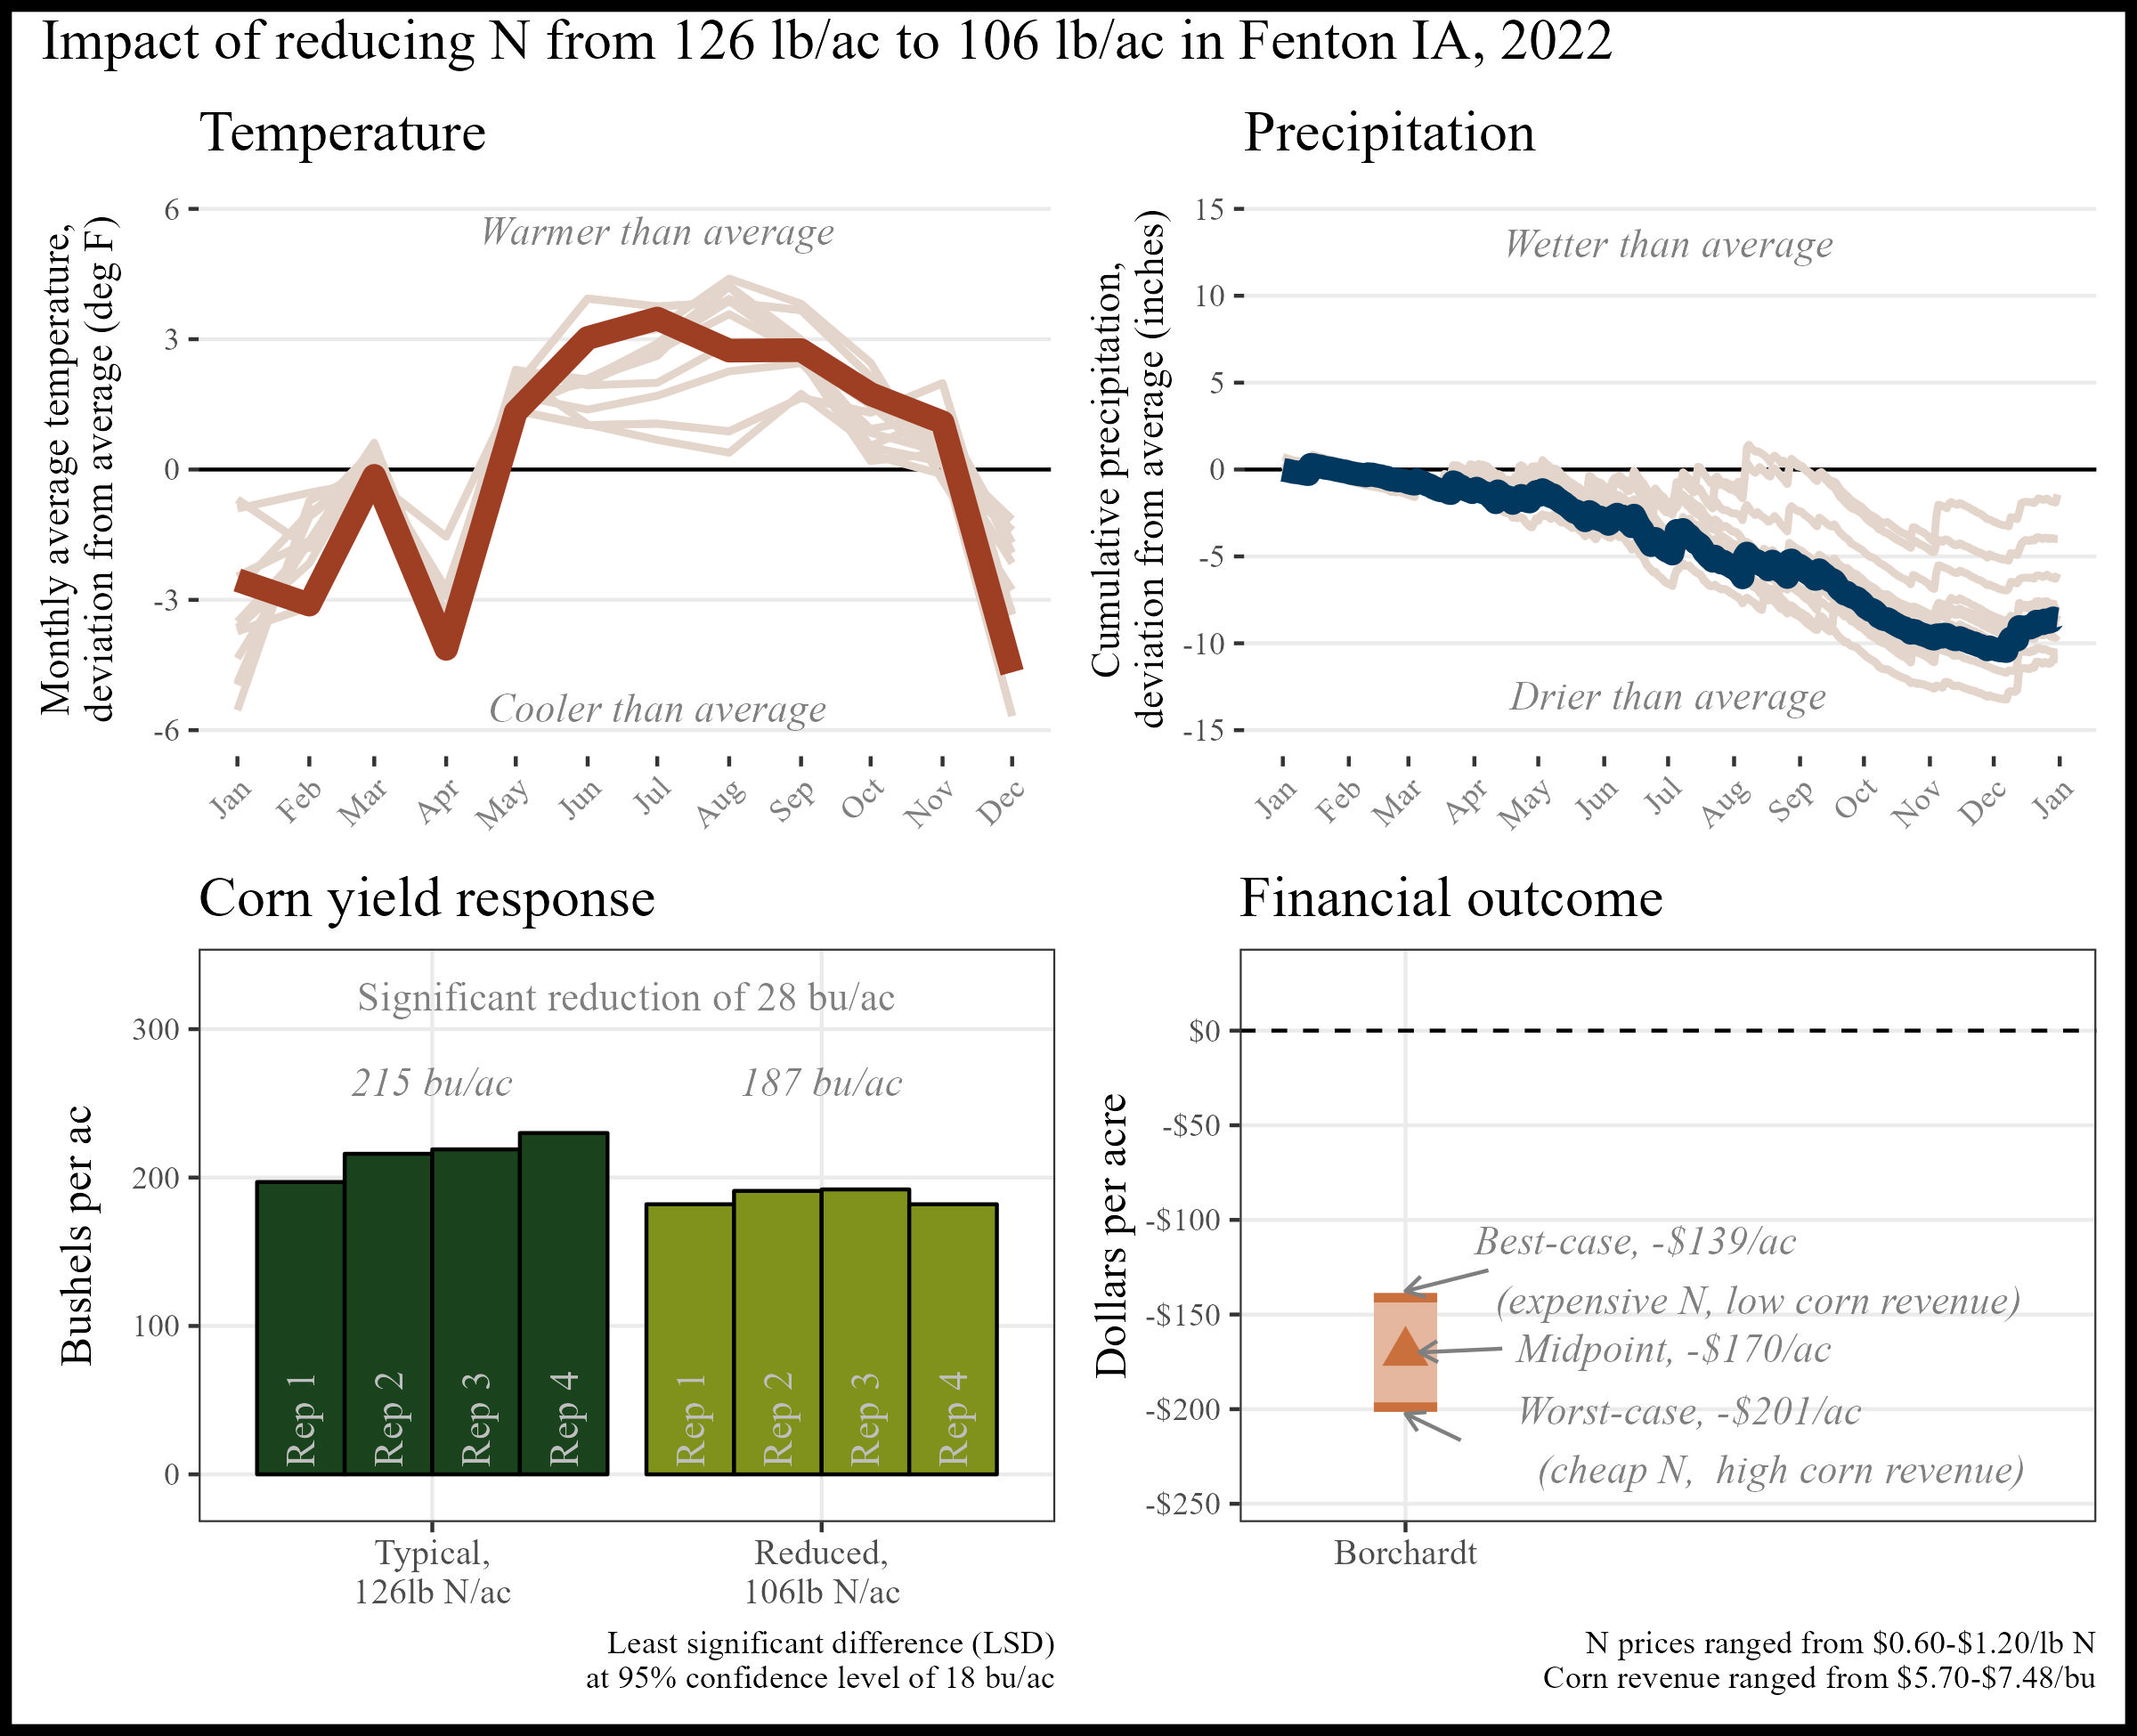 Impact of reducing N from 126 lb/ac to 106 lb/ac in Fenton IA, 2022
Temperature
Monthly average temperature,
deviation from average (deg F)
6
3
0
-3
-6
Warmer than average
Cooler than average
Jan
Feb
Mar
Apr
May
Jun
Jul
Aug
Sep
Oct
Nov
Dec
Precipitation
Cumulative precipitation,
deviation from average (inches)
15
10
5
0
-5
-10
-15
Wetter than average
Drier than average
Jan
Feb
Mar
Apr
May
Jun
Jul
Aug
Sep
Oct
Nov
Dec
Jan
Corn yield response
Bushels per ac
300
200
100
0
Significant reduction of 28 bu/ac
215 bu/ac
187 bu/ac
Rep 1
Rep 2
Rep 3
Rep 4
Rep 1
Rep 2
Rep 3
Rep 4
Typical,
126lb N/ac
Reduced,
106lb N/ac
Least significant difference (LSD)
at 95% confidence level of 18 bu/ac
Financial outcome
Dollars per acre
$0
-$50
-$100
-$150
-$200
-$250
Best-case, -$139/ac
(expensive N, low corn revenue)
Midpoint, -$170/ac
Worst-case, -$201/ac
(cheap N,  high corn revenue)
Borchardt
N prices ranged from $0.60-$1.20/lb N
Corn revenue ranged from $5.70-$7.48/bu